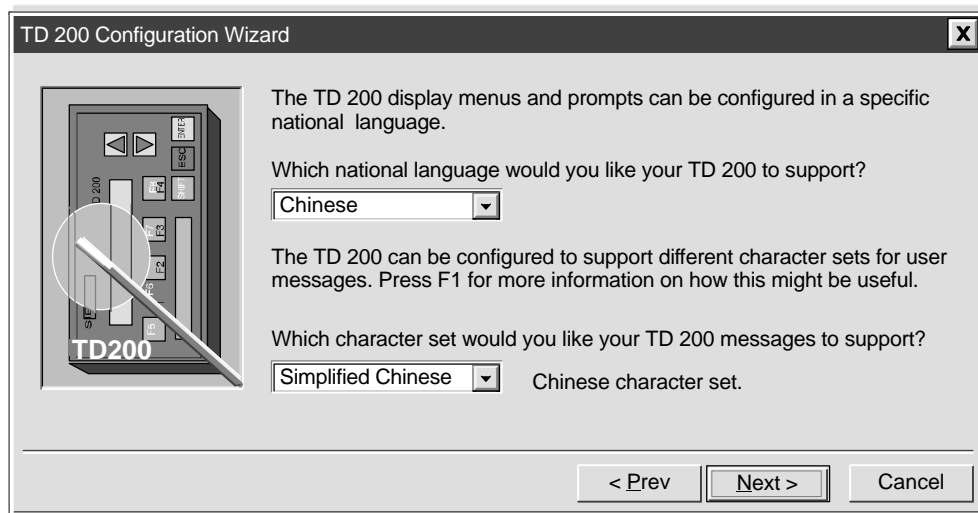 TD 200 Configuration Wizard
X
The TD 200 display menus and prompts can be configured in a specific
national language.
Which national language would you like your TD 200 to support?
Chinese
The TD 200 can be configured to support different character sets for user
messages. Press F1 for more information on how this might be useful.
Which character set would you like your TD 200 messages to support?
Simplified Chinese
Chinese character set.
ENTER
ESC
SHIFT
F4
F7
F3
F2
F6
F5
TD200
< Prev
Next >
Cancel